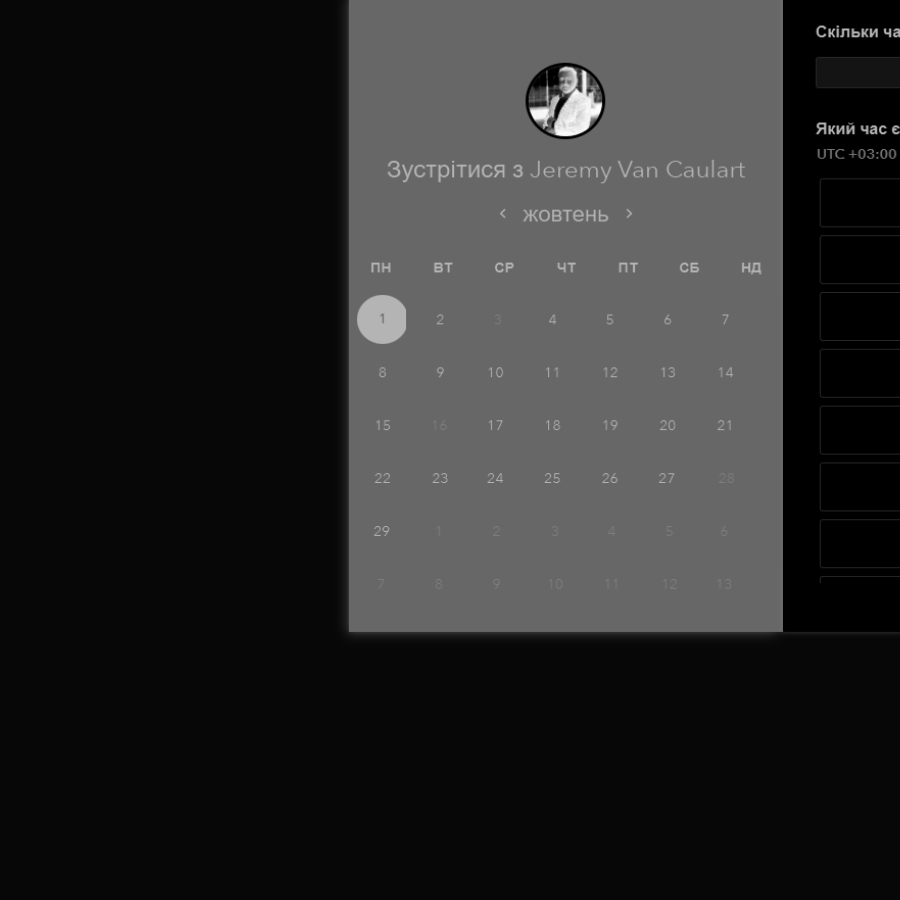 Зустрітися з Jeremy Van Caulart
жовтень
ПН ВТ СР ЧТ ПТ СБ НД
1 2 3 4 5 6 7
8 9 10 11 12 13 14
15 16 17 18 19 20 21
22 23 24 25 26 27 28
29 1 2 3 4 5 6
7 8 9 10 11 12 13
Скільки ча
Який час є
UTC +03:00